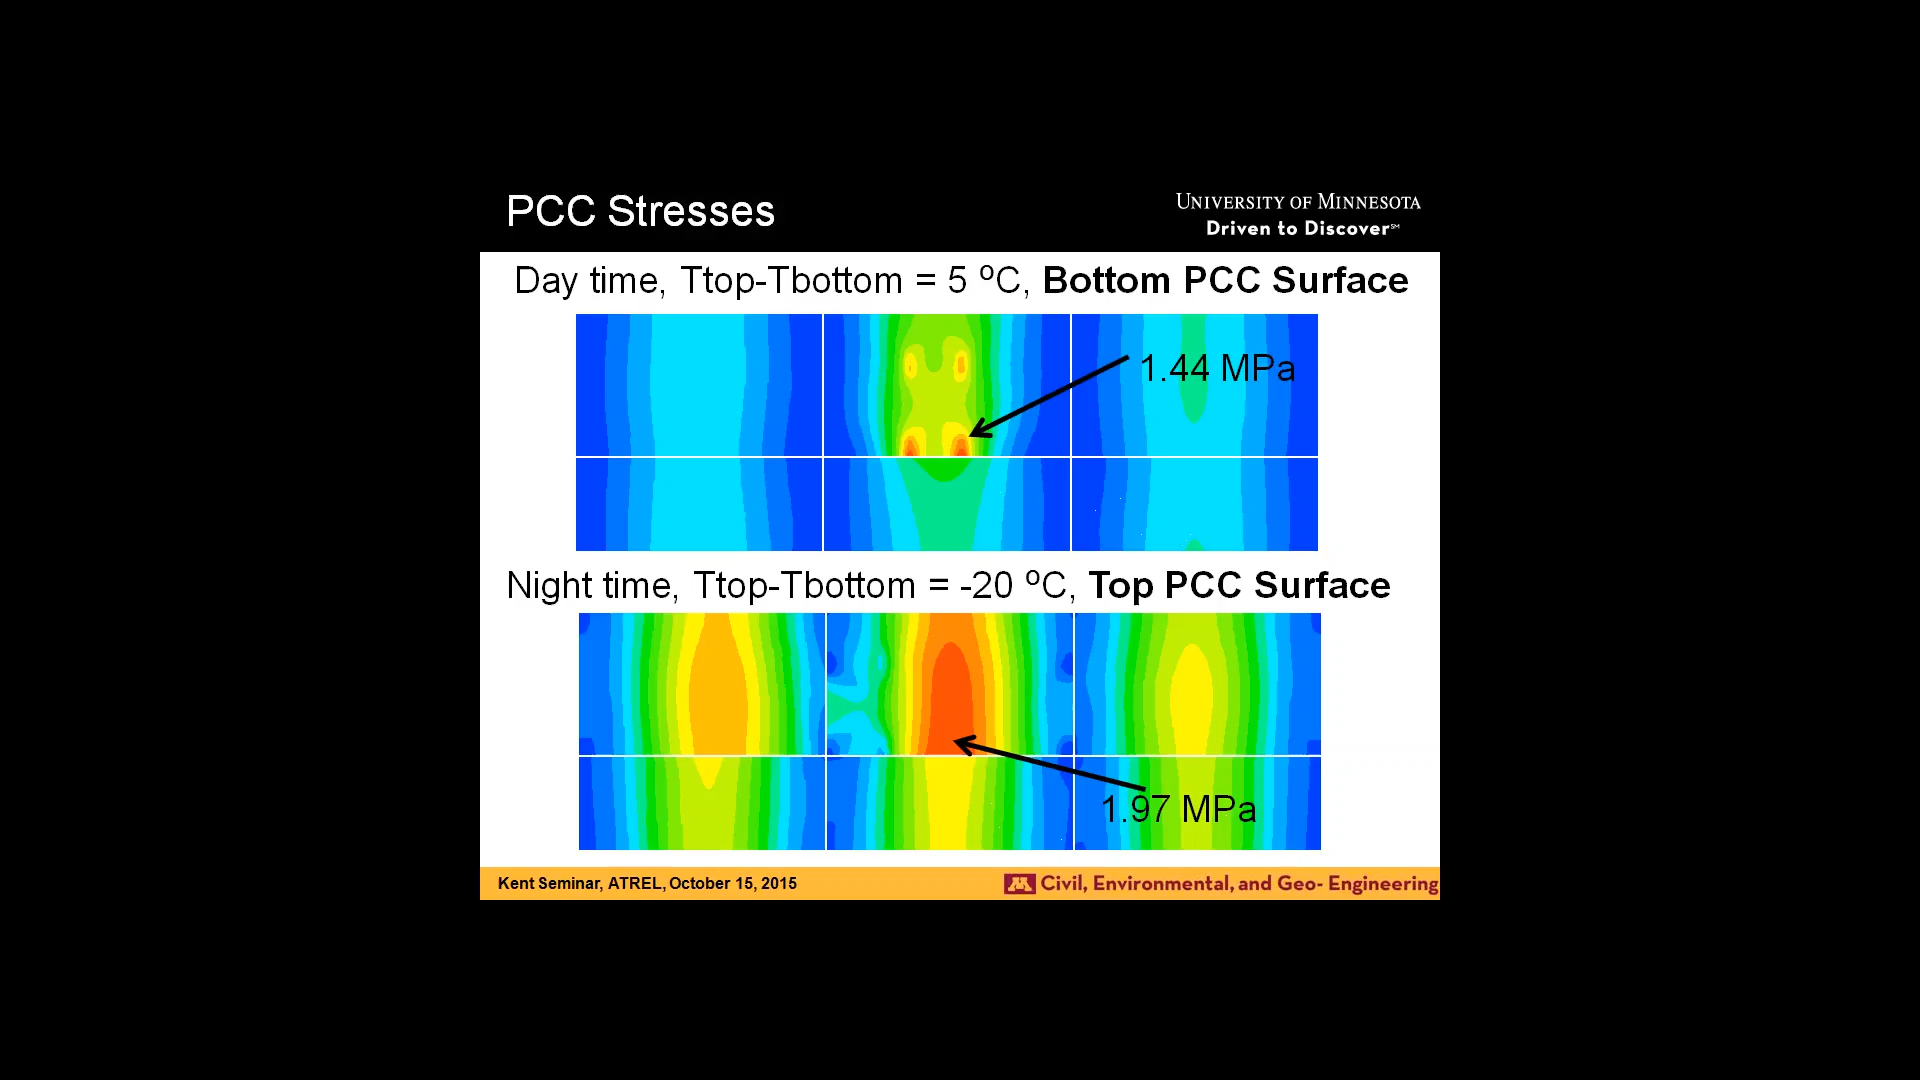 PCC Stresses
UNIVERSITY OF MINNESOTA
Driven to Discover℠
Day time, Ttop-Tbottom = 5 ºC, Bottom PCC Surface
1.44 MPa
Night time, Ttop-Tbottom = -20 ºC, Top PCC Surface
1.97 MPa
Kent Seminar, ATREL, October 15, 2015
M Civil, Environmental, and Geo- Engineering